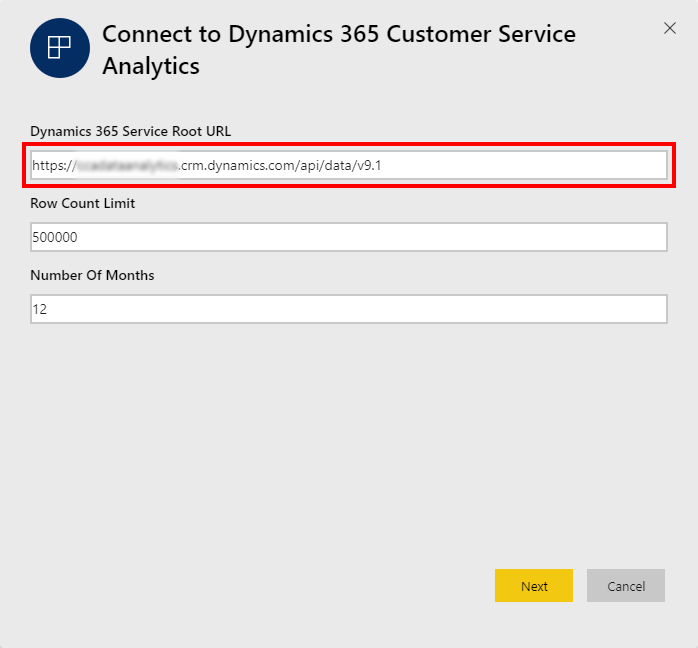 Connect to Dynamics 365 Customer Service
Analytics
Dynamics 365 Service Root URL
https://.crm.dynamics.com/api/data/v9.1
Row Count Limit
500000
Number Of Months
12
Next
Cancel